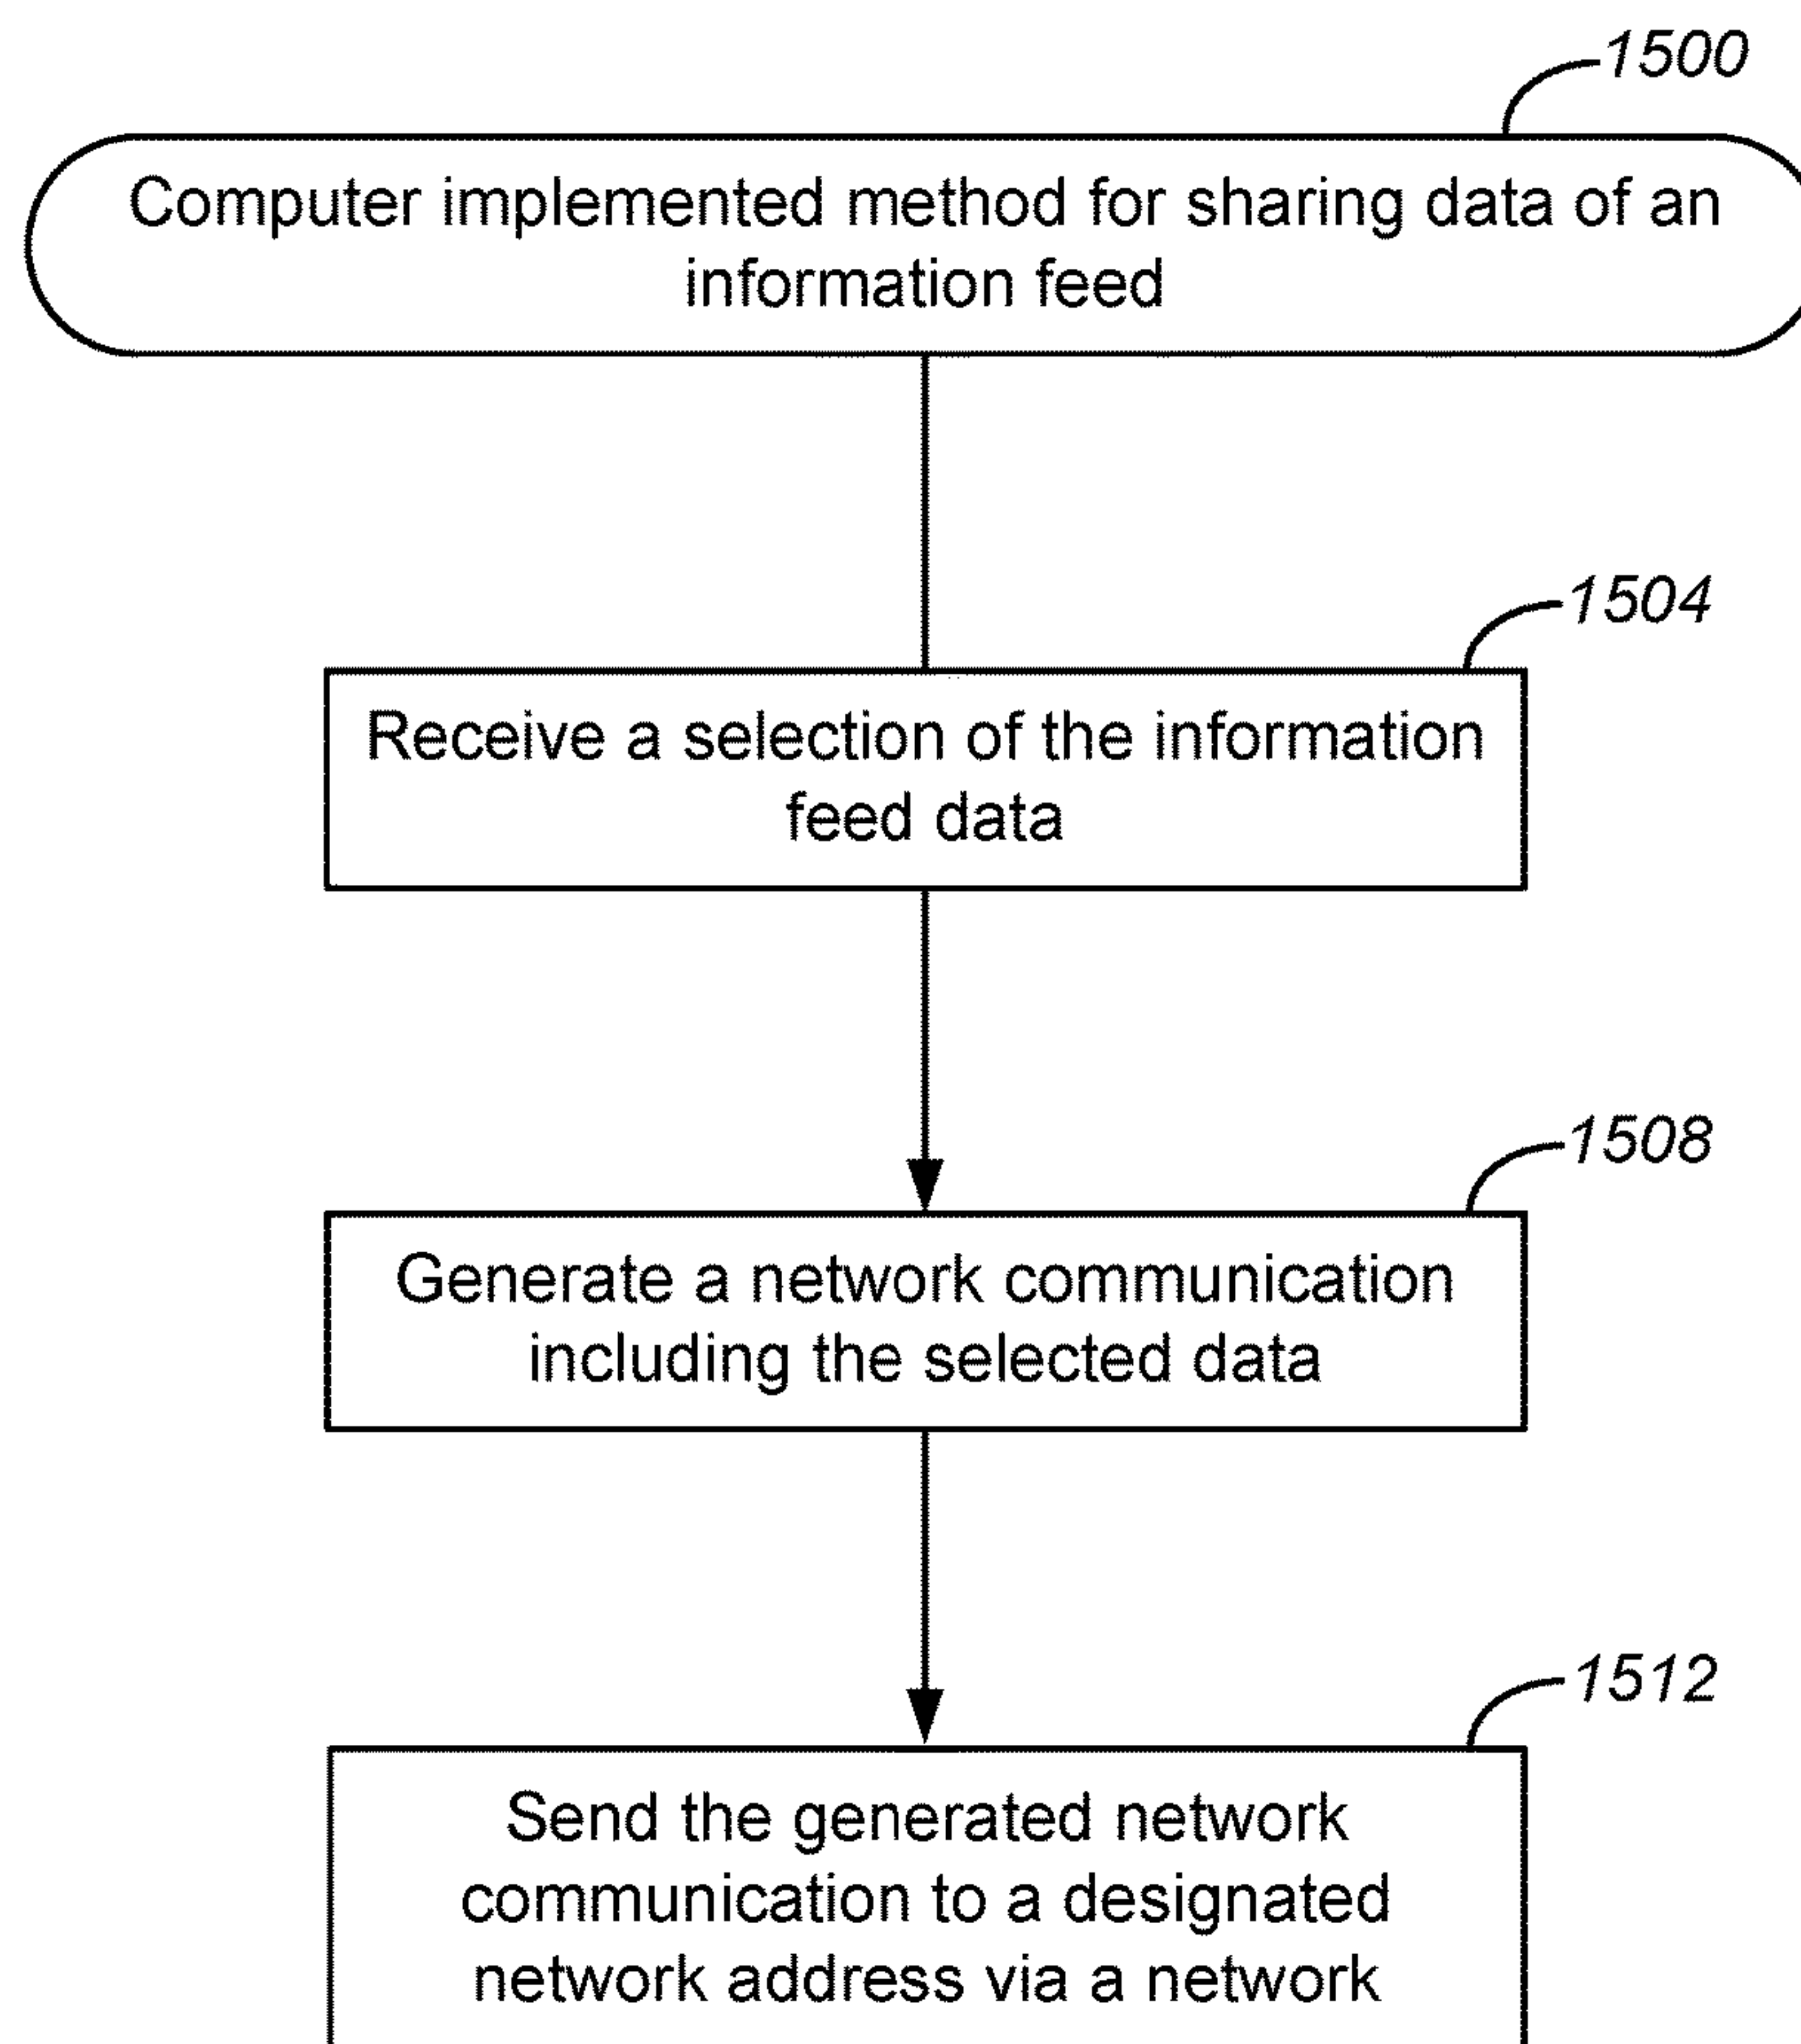 1500
Computer implemented method for sharing data of an
information feed
1504
Receive a selection of the information
feed data
1508
Generate a network communication
including the selected data
1512
Send the generated network
communication to a designated
network address via a network